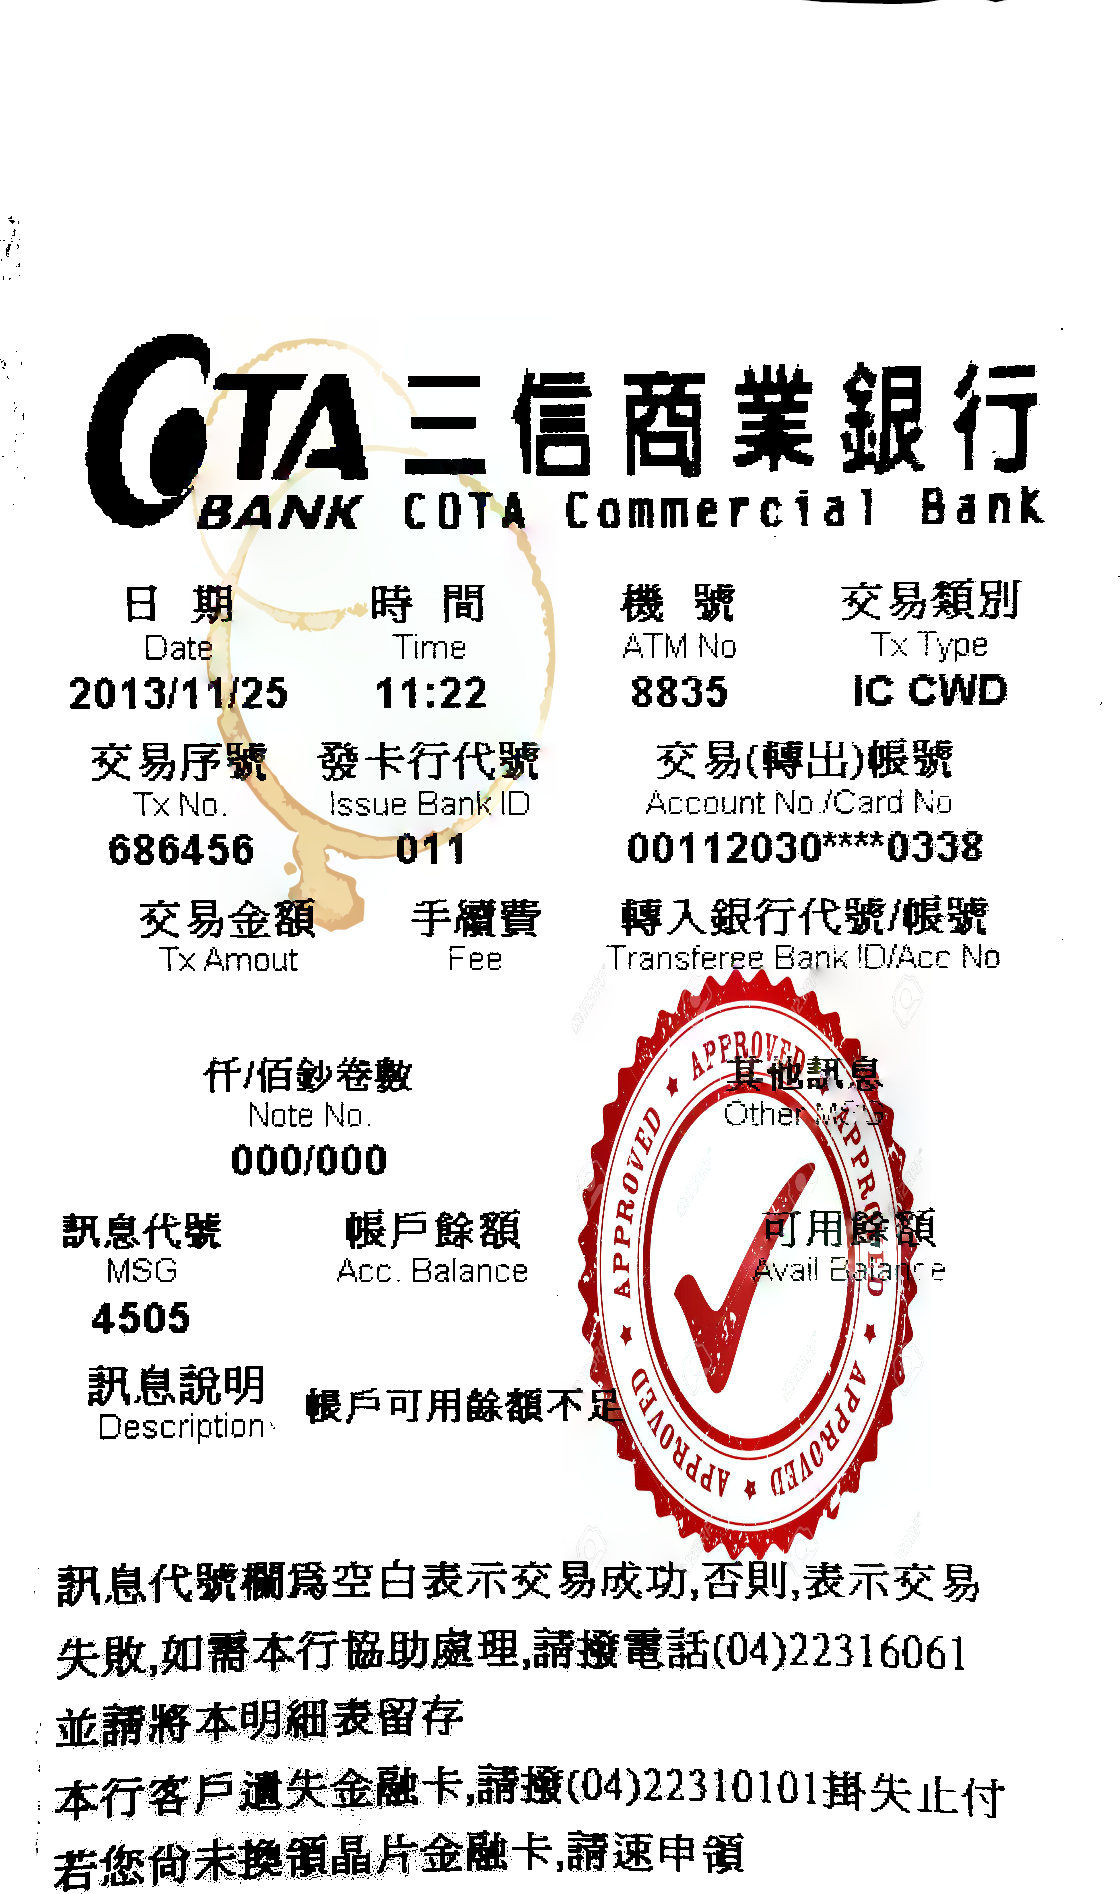 COTA BANK 三信商業銀行
COTA Commercial Bank
日 期 時 間 機 號 交易類別
Date Time ATM No Tx Type
2013/11/25 11:22 8835 IC CWD
交易序號 發卡行代號 交易(轉出)帳號
Tx No. Issue Bank ID Account No./Card No
686456 011 00112030****0338
交易金額 手續費 轉入銀行代號/帳號
Tx Amout Fee Transferee Bank ID/Acc No
仟/佰鈔卷數 其他訊息
Note No. Other
000/000
訊息代號 帳戶餘額 可用餘額
MSG Acc. Balance Avail Balance
4505
訊息說明 帳戶可用餘額不足
Description
APPROVED ★ APPROVED ★ APPROVED ★ APPROVED ★ APPROVED ★ APPROVED ★
訊息代號欄爲空白表示交易成功,否則,表示交易
失敗,如需本行協助處理,請撥電話(04)22316061
並請將本明細表留存
本行客戶遺失金融卡,請撥(04)22310101掛失止付
若您尚未換領晶片金融卡,請速申領